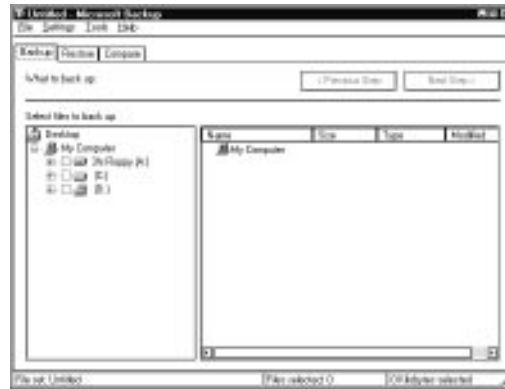 Untitled - Microsoft Backup
File Settings Tools Help
Backup Restore Compare
What to back up:
< Previous Step Next Step >
Select files to back up
Desktop
My Computer
3½ Floppy (A:)
(C:)
Name Size Type Modified
My Computer
File set: Untitled Files selected: 0 0 Kilobytes selected